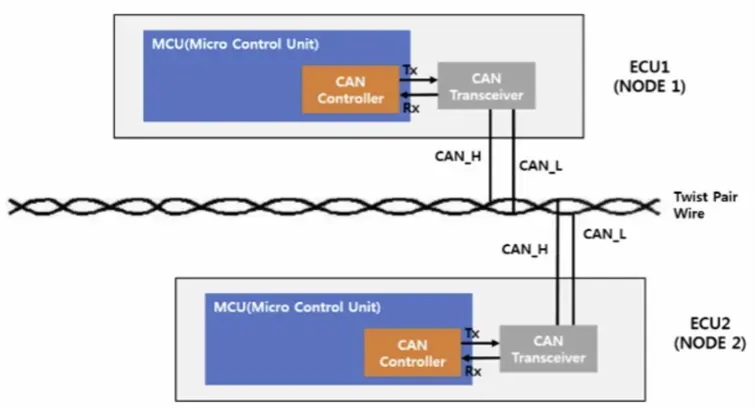 MCU(Micro Control Unit)
CAN
Controller
Tx
Rx
CAN
Transceiver
ECU1
(NODE 1)
CAN_H
CAN_L
Twist Pair
Wire
CAN_H
CAN_L
MCU(Micro Control Unit)
CAN
Controller
Tx
Rx
CAN
Transceiver
ECU2
(NODE 2)